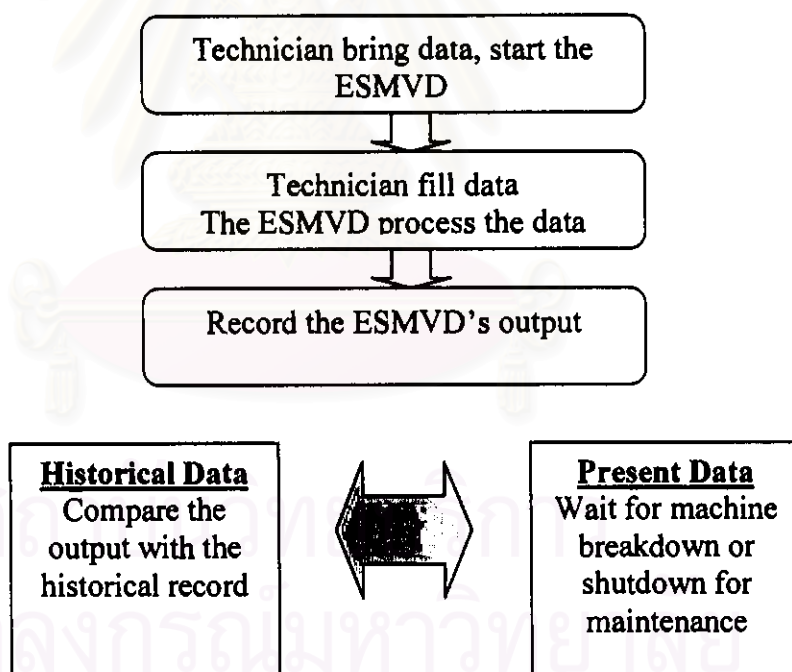 Technician bring data, start the
ESMVD
Technician fill data
The ESMVD process the data
Record the ESMVD's output
Historical Data
Compare the
output with the
historical record
Present Data
Wait for machine
breakdown or
shutdown for
maintenance